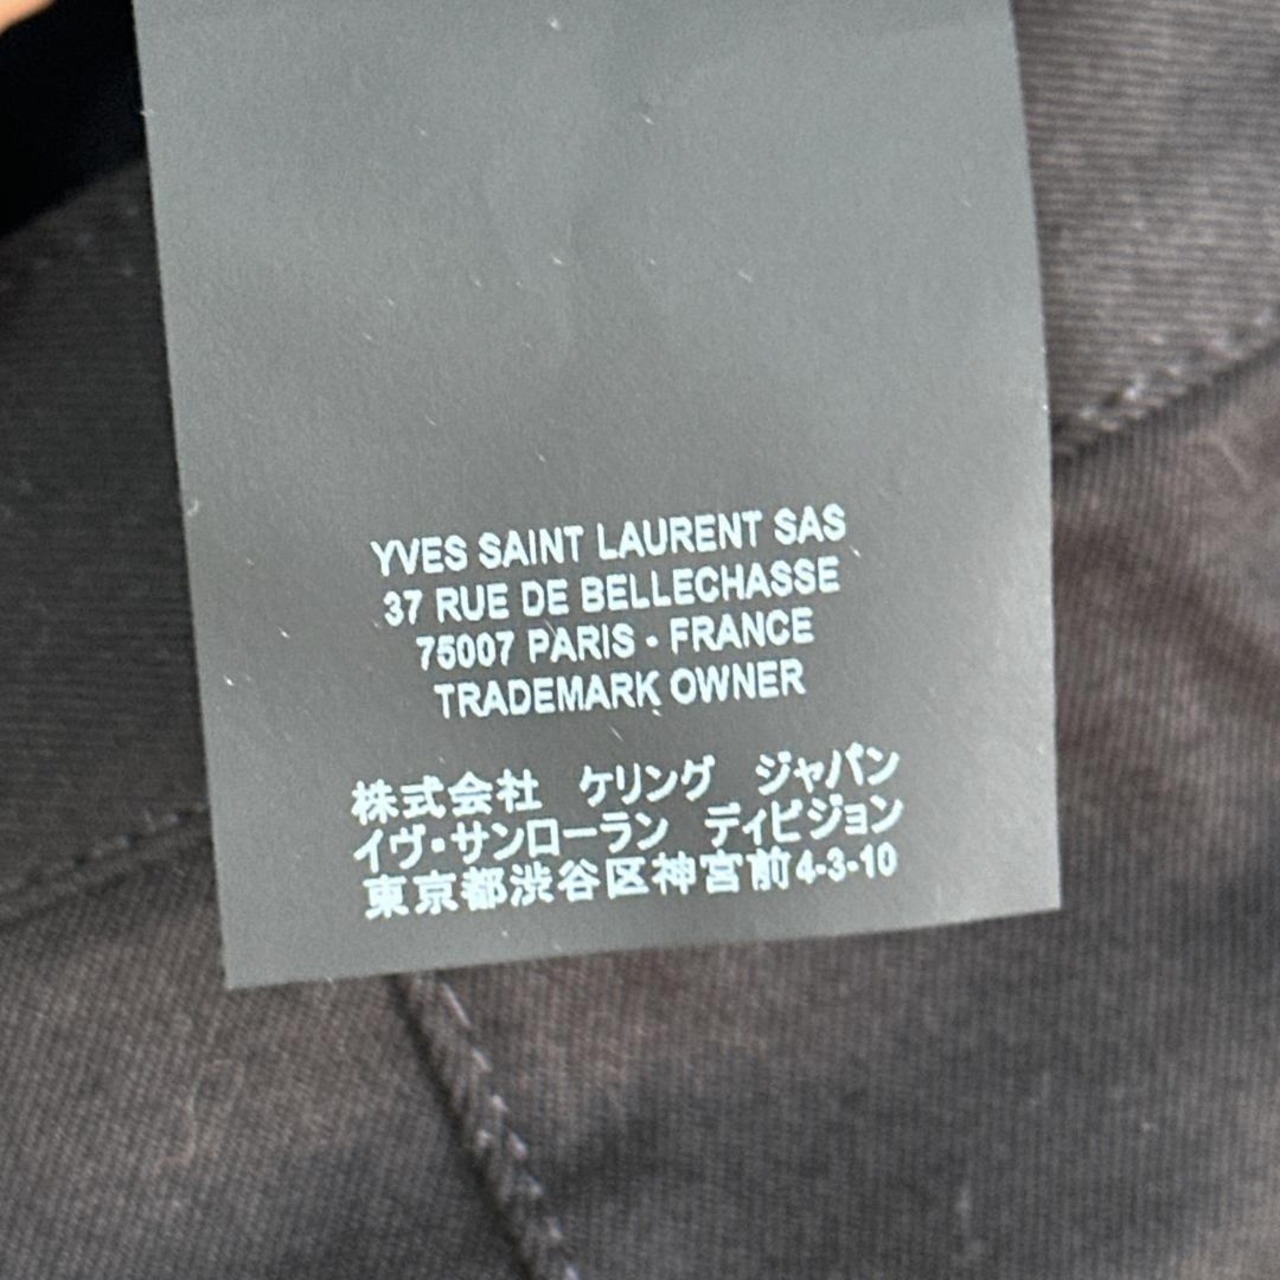 YVES SAINT LAURENT SAS
37 RUE DE BELLECHASSE
75007 PARIS - FRANCE
TRADEMARK OWNER
株式会社　ケリング　ジャパン
イヴ・サンローラン　ディビジョン
東京都渋谷区神宮前4-3-10